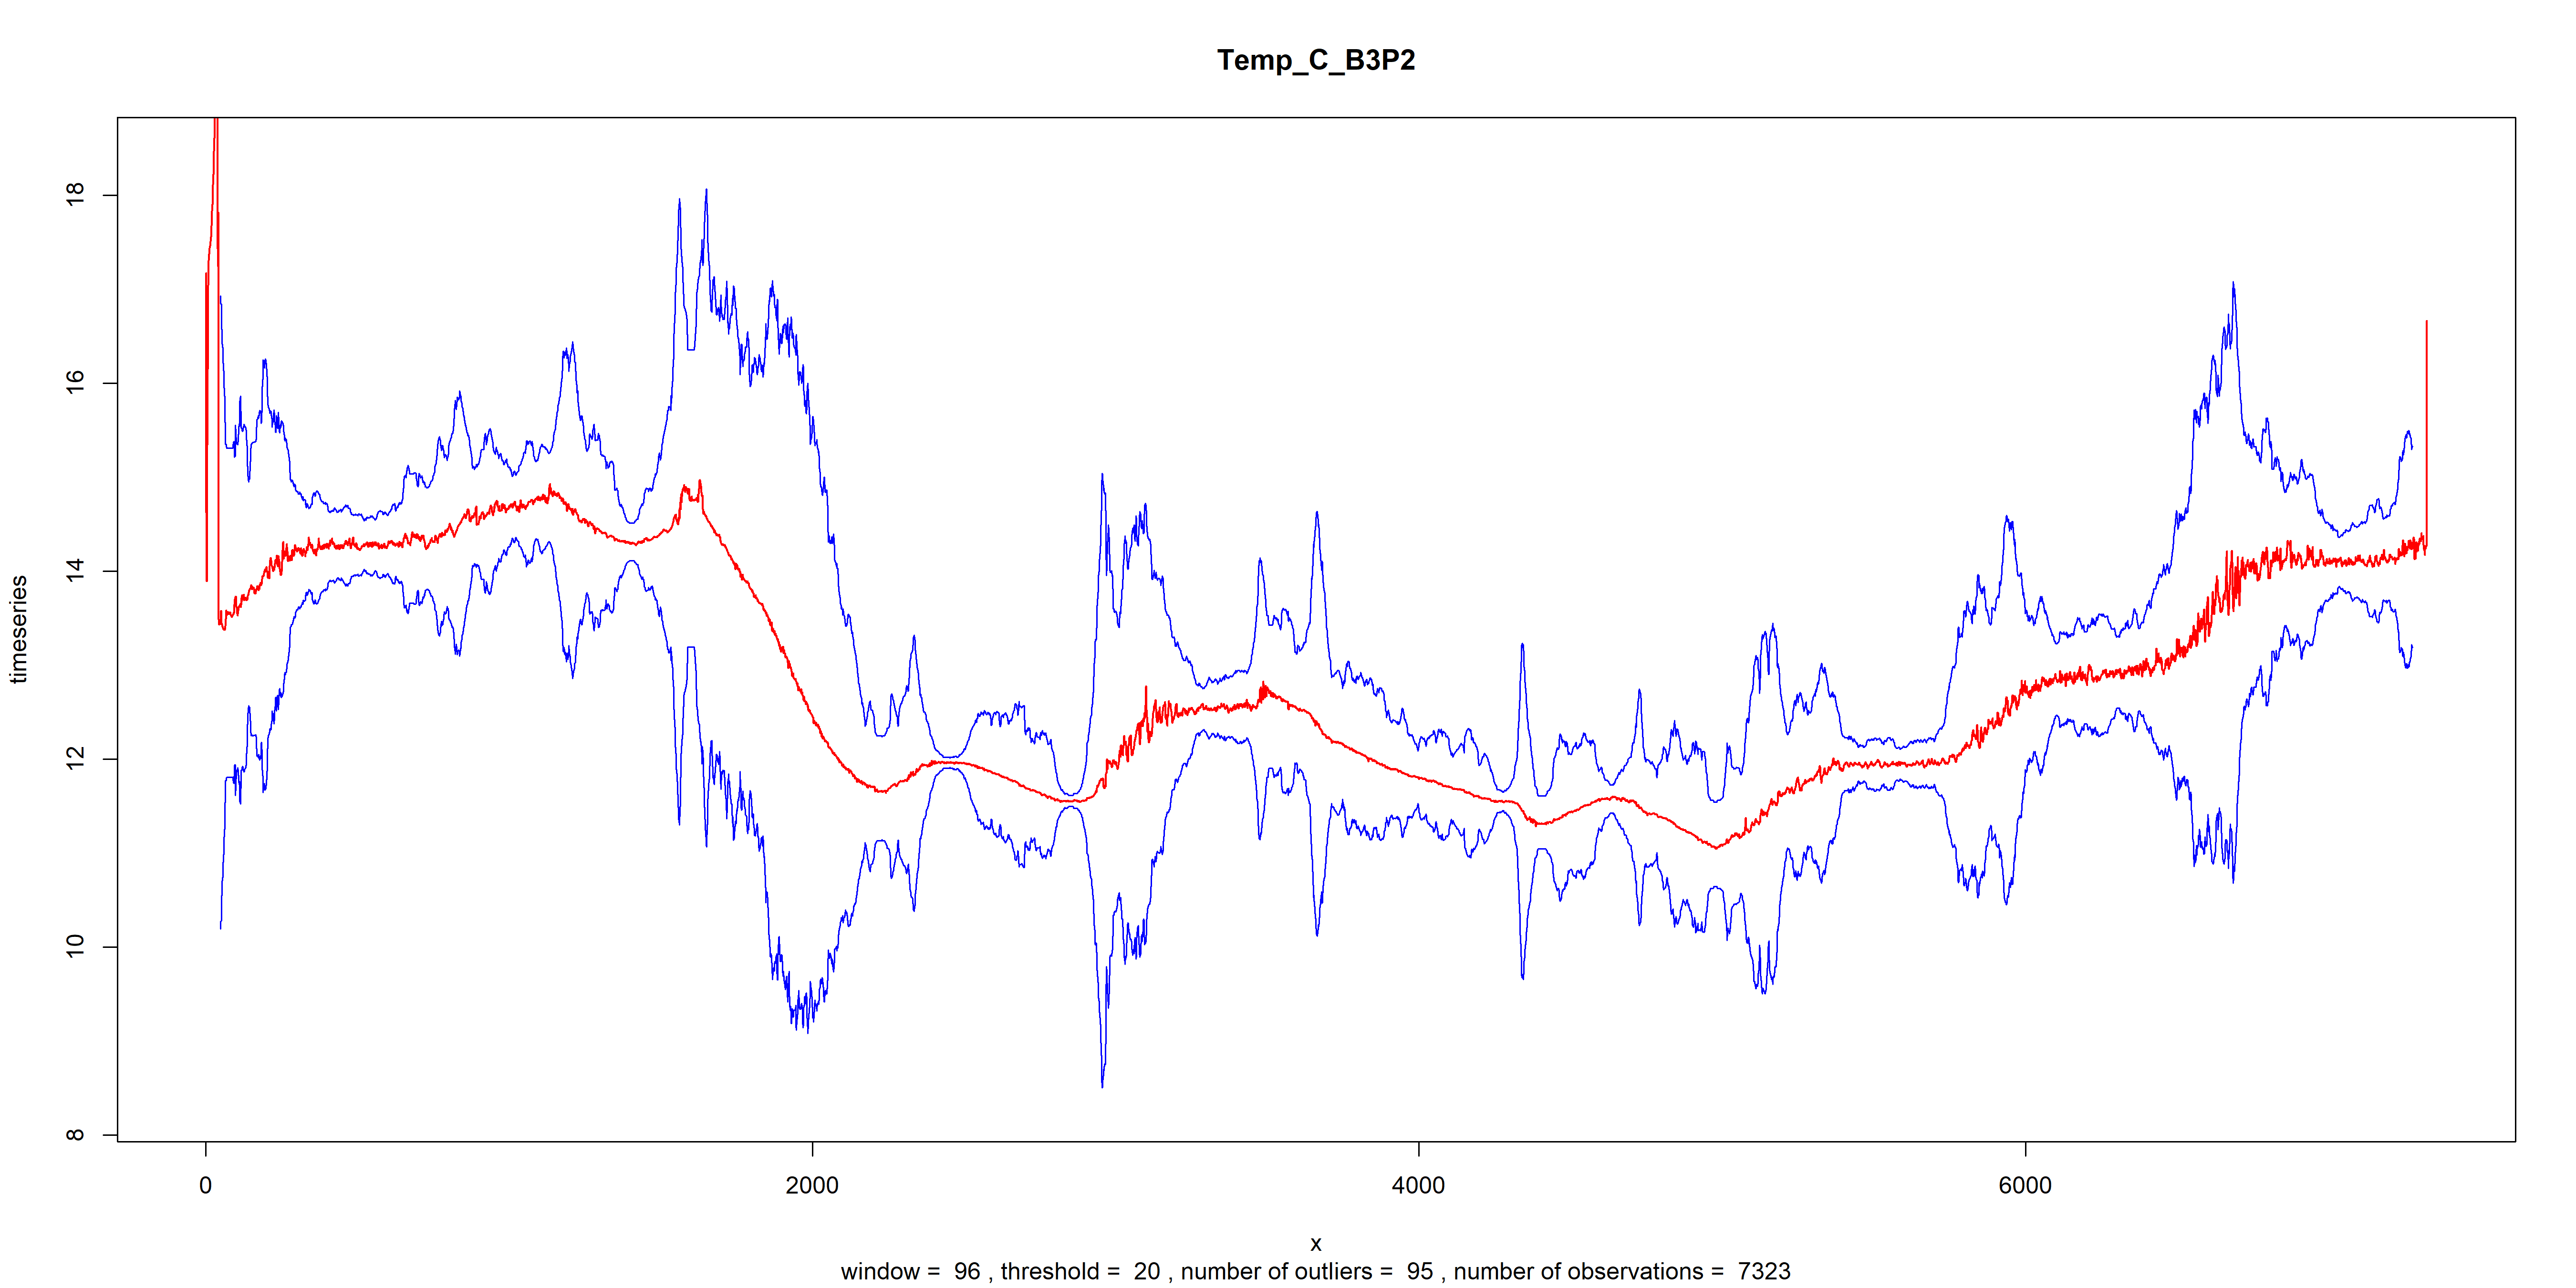 Temp_C_B3P2
timeseries
18
16
14
12
10
8
0 2000 4000 6000
x
window =  96 , threshold =  20 , number of outliers =  95 , number of observations =  7323